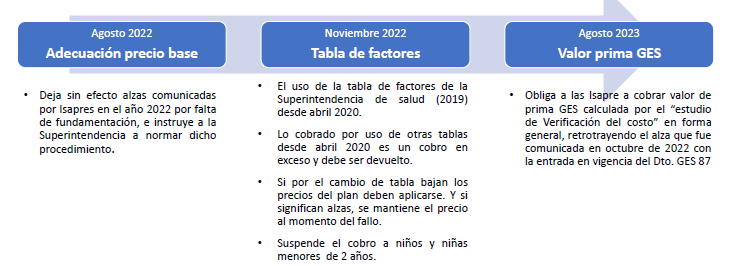 Agosto 2022
Adecuación precio base
Noviembre 2022
Tabla de factores
Agosto 2023
Valor prima GES
• Deja sin efecto alzas comunicadas
por Isapres en el año 2022 por falta
de fundamentación, e instruye a la
Superintendencia a normar dicho
procedimiento.
• El uso de la tabla de factores de la
Superintendencia de salud (2019)
desde abril 2020.
• Lo cobrado por uso de otras tablas
desde abril 2020 es un cobro en
exceso y debe ser devuelto.
• Si por el cambio de tabla bajan los
precios del plan deben aplicarse. Y si
significan alzas, se mantiene el precio
al momento del fallo.
• Suspende el cobro a niños y niñas
menores de 2 años.
• Obliga a las Isapre a cobrar valor de
prima GES calculada por el “estudio
de Verificación del costo” en forma
general, retrotrayendo el alza que fue
comunicada en octubre de 2022 con
la entrada en vigencia del Dto. GES 87